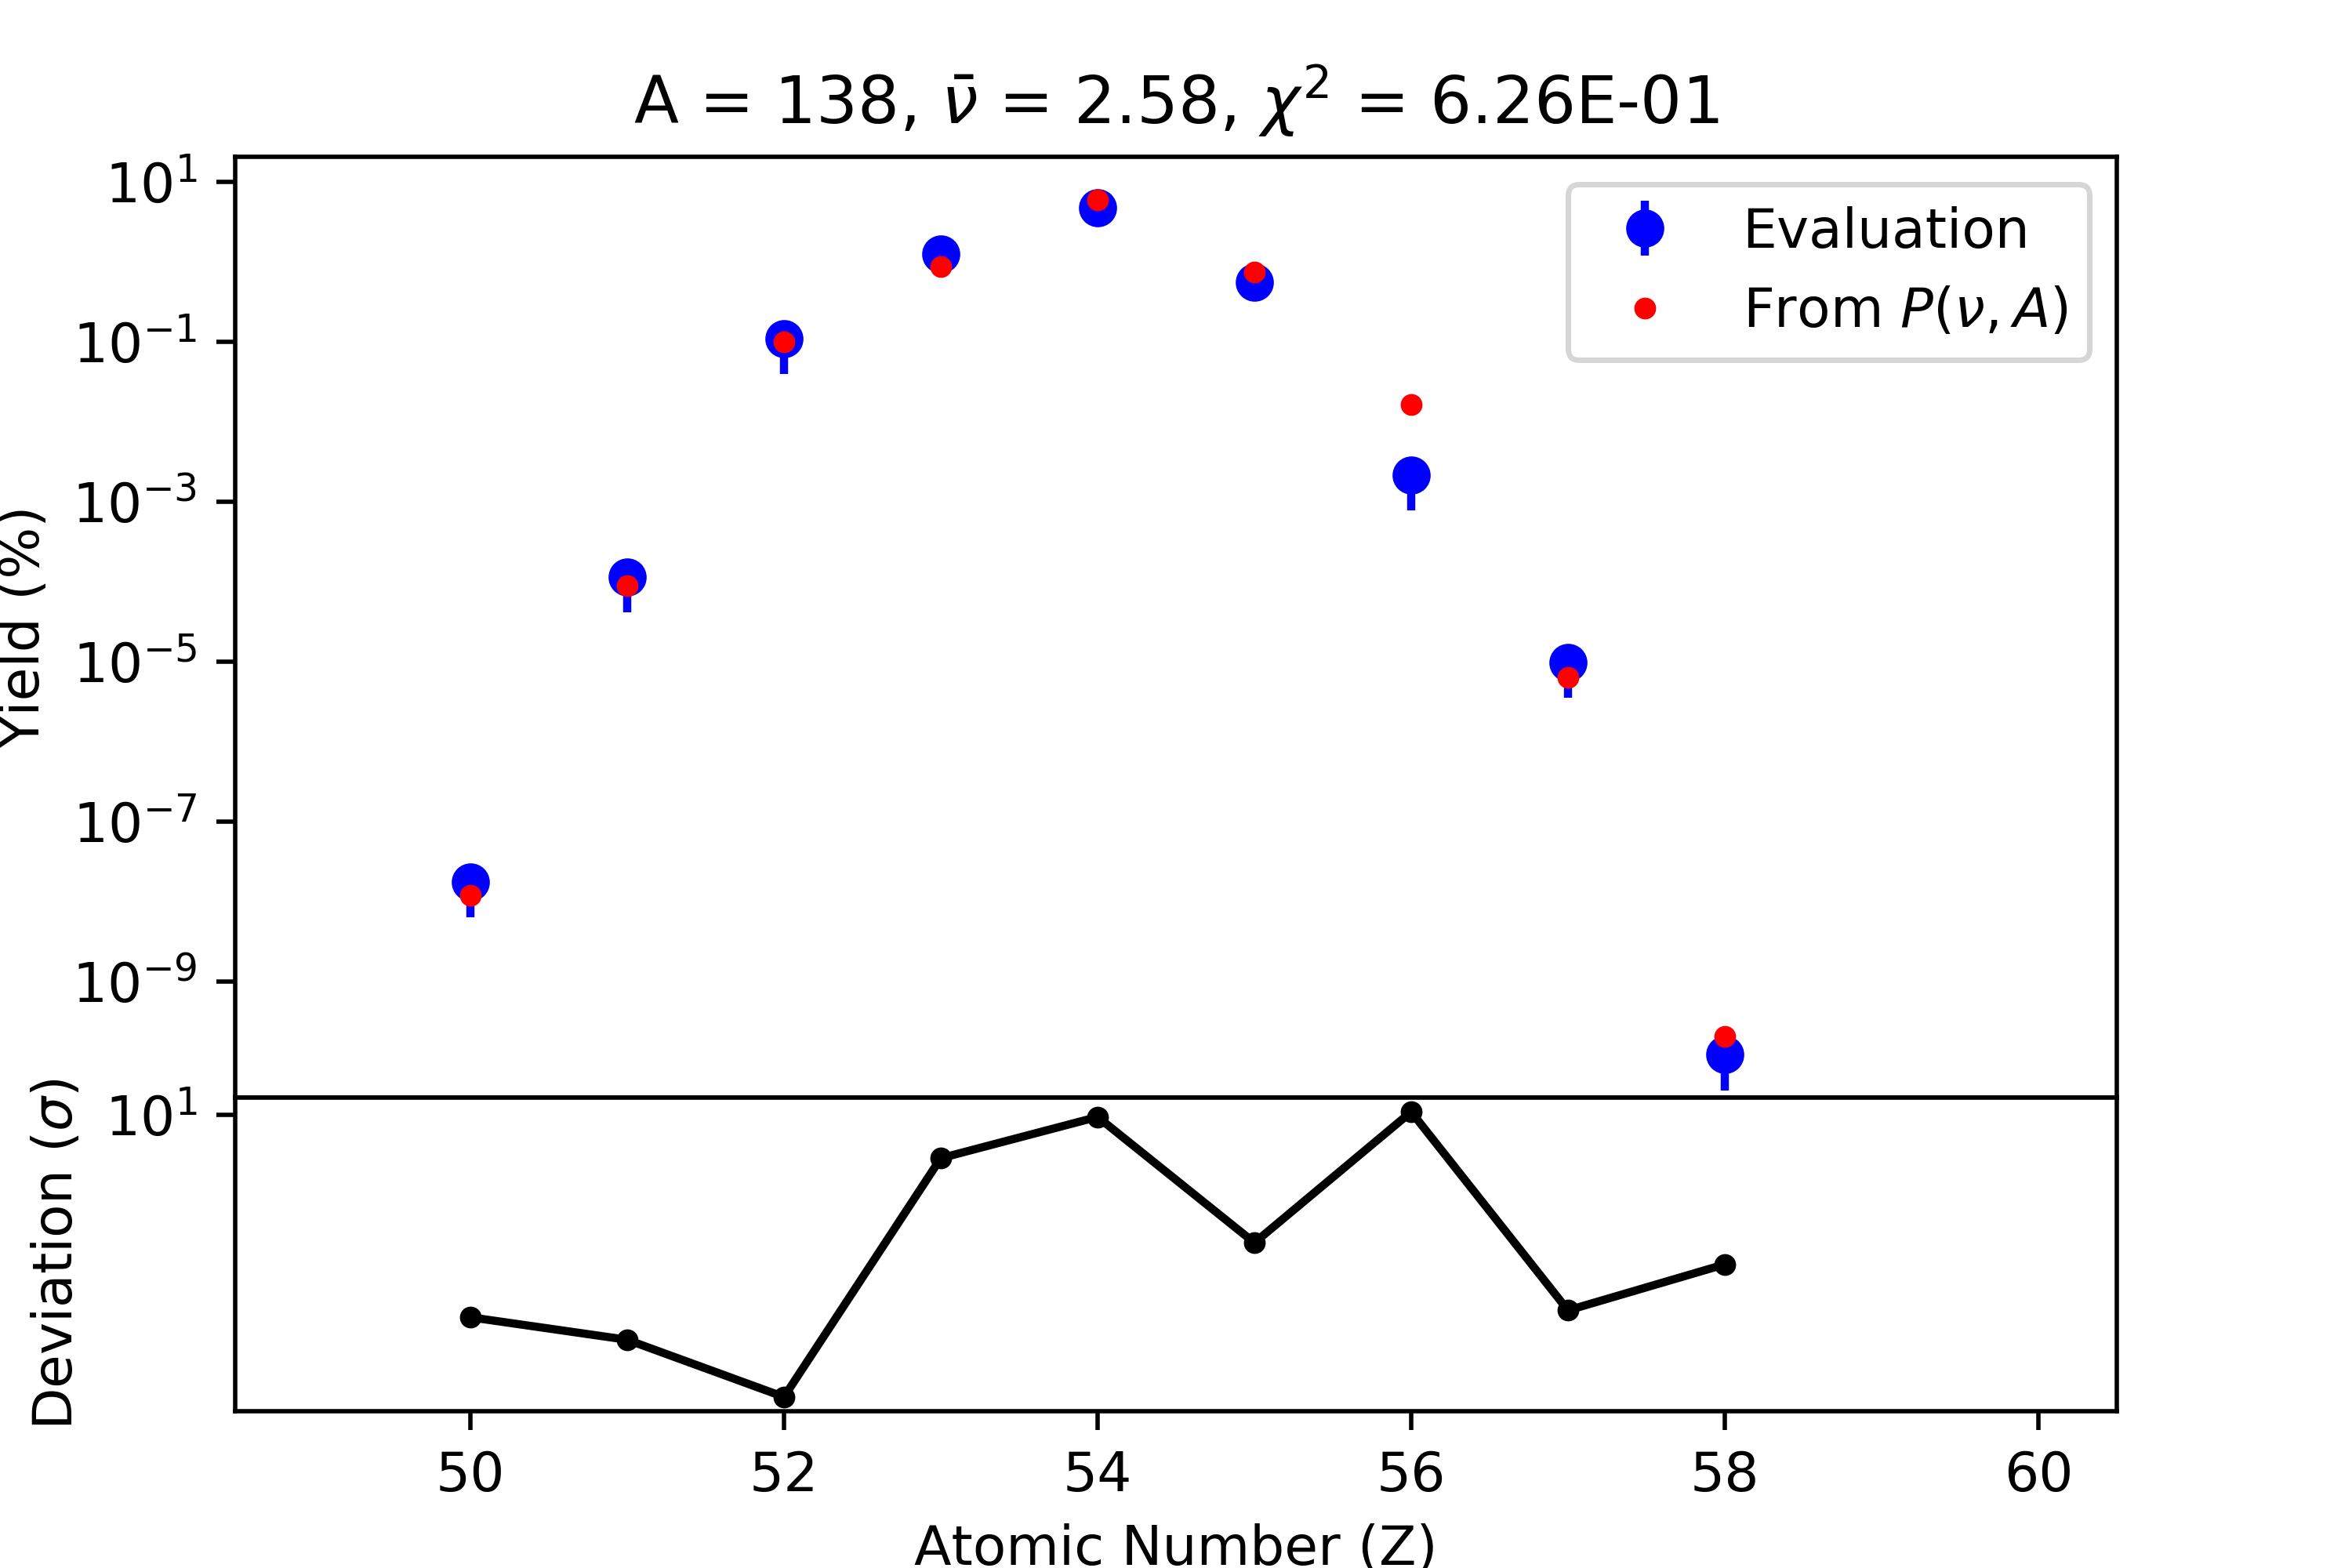 A = 138, ν̄ = 2.58, χ² = 6.26E-01
Evaluation
From P(ν, A)
Yield (%)
10¹
10⁻¹
10⁻³
10⁻⁵
10⁻⁷
10⁻⁹
Deviation (σ)
10¹
50 52 54 56 58 60
Atomic Number (Z)